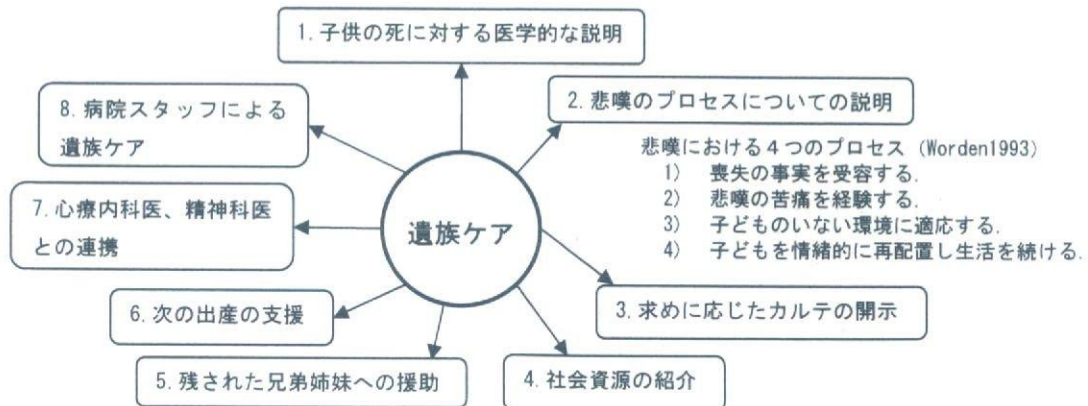 1. 子供の死に対する医学的な説明
2. 悲嘆のプロセスについての説明
悲嘆における４つのプロセス (Worden1993)
1) 喪失の事実を受容する.
2) 悲嘆の苦痛を経験する.
3) 子どものいない環境に適応する.
4) 子どもを情緒的に再配置し生活を続ける.
3. 求めに応じたカルテの開示
4. 社会資源の紹介
5. 残された兄弟姉妹への援助
6. 次の出産の支援
7. 心療内科医、精神科医
との連携
8. 病院スタッフによる
遺族ケア
遺族ケア